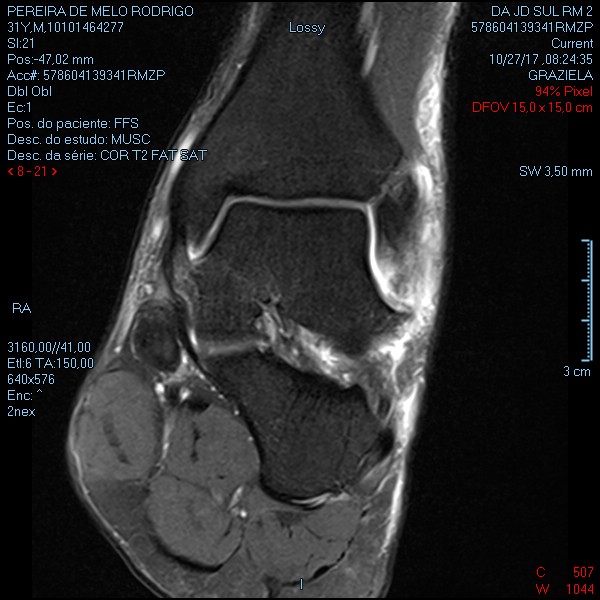 PEREIRA DE MELO RODRIGO
31Y,M,10101464277
Sl:21
Pos:-47,02 mm
Acc#: 578604139341RMZP
Dbl Obl
Ec:1
Pos. do paciente: FFS
Desc. do estudo: MUSC
Desc. da série: COR T2 FAT SAT
< 8 - 21 >
Lossy
DA JD SUL RM 2
578604139341RMZP
Current
10/27/17 ,08:24:35
GRAZIELA
94% Pixel
DFOV 15,0 x 15,0 cm
SW 3,50 mm
RA
3160,00//41,00
Etl:6 TA:150,00
640x576
Enc: ^
2nex
3 cm
I
C 507
W 1044